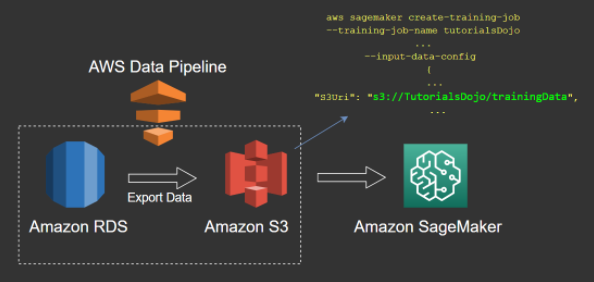 aws sagemaker create-training-job
--training-job-name tutorialsDojo
...
--input-data-config
{
...
"S3Uri": "s3://TutorialsDojo/trainingData",
...
AWS Data Pipeline
Export Data
Amazon RDS
Amazon S3
Amazon SageMaker